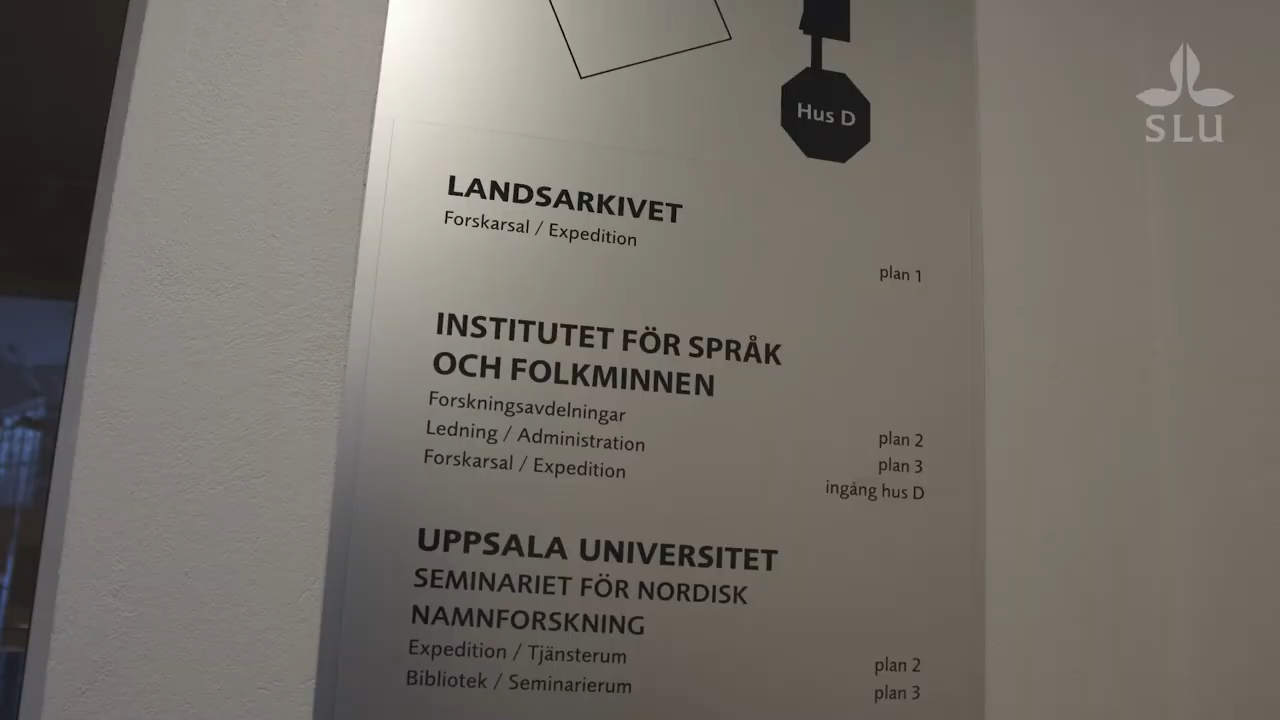 SLU
Hus D
LANDSARKIVET
Forskarsal / Expedition
plan 1
INSTITUTET FÖR SPRÅK
OCH FOLKMINNEN
Forskningsavdelningar plan 2
Ledning / Administration plan 3
Forskarsal / Expedition ingång hus D
UPPSALA UNIVERSITET
SEMINARIET FÖR NORDISK
NAMNFORSKNING
Expedition / Tjänsterum plan 2
Bibliotek / Seminarierum plan 3